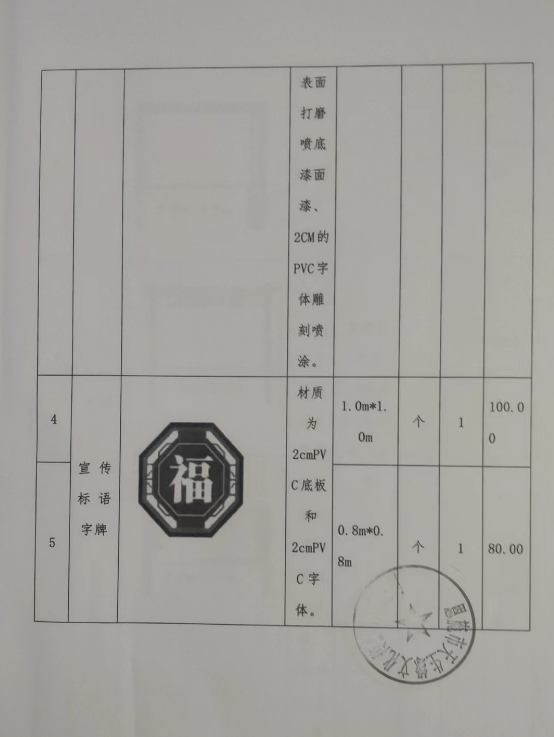 表面
打磨
喷底
漆面
漆、
2CM的
PVC字
体雕
刻喷
涂。
4
5
宣传
标语
字牌
福
材质
为
2cmPV
C底板
和
2cmPV
C字
体。
1.0m*1.
0m
个
1
100.0
0
0.8m*0.
8m
个
1
80.00